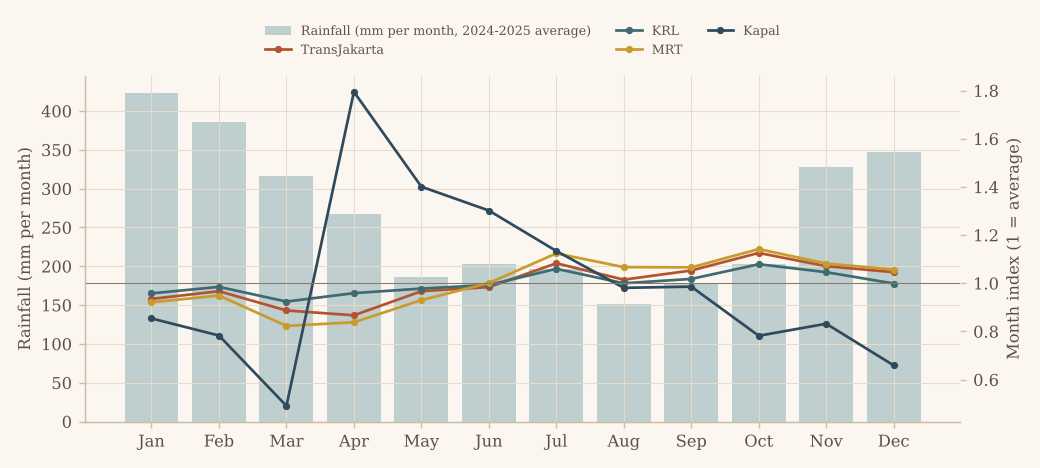 Rainfall (mm per month, 2024-2025 average)
TransJakarta
KRL
MRT
Kapal
Rainfall (mm per month)
400
350
300
250
200
150
100
50
0
1.8
1.6
1.4
1.2
1.0
0.8
0.6
Month index (1 = average)
Jan Feb Mar Apr May Jun Jul Aug Sep Oct Nov Dec